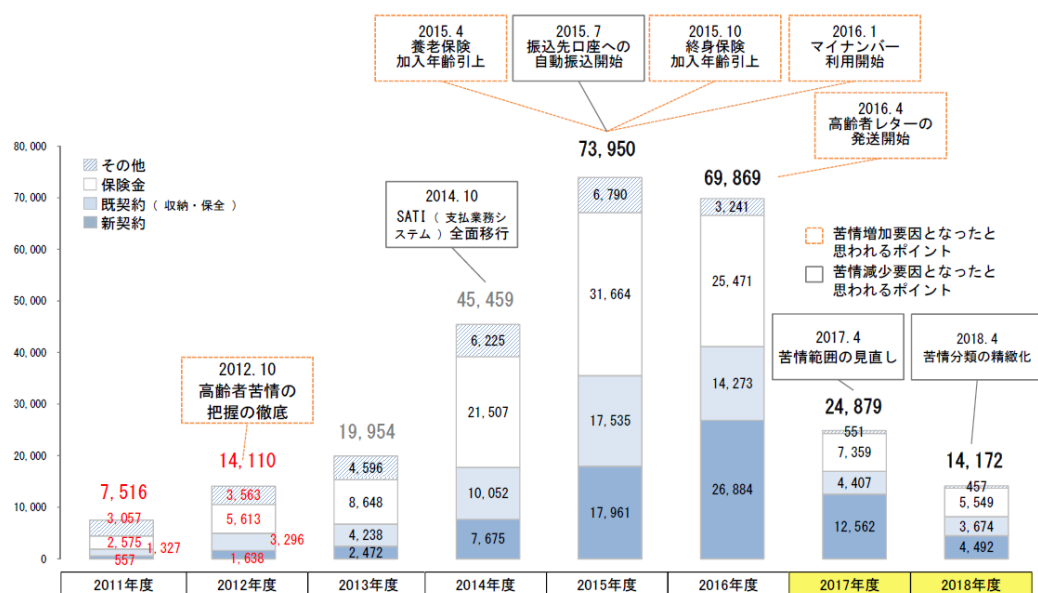 2015.4
養老保険
加入年齢引上
2015.7
振込先口座への
自動振込開始
2015.10
終身保険
加入年齢引上
2016.1
マイナンバー
利用開始
2016.4
高齢者レターの
発送開始
80,000
70,000
60,000
50,000
40,000
30,000
20,000
10,000
0
その他
保険金
既契約（収納・保全）
新契約
2014.10
SATI（支払業務シ
ステム）全面移行
2012.10
高齢者苦情の
把握の徹底
苦情増加要因となったと
思われるポイント
苦情減少要因となったと
思われるポイント
2017.4
苦情範囲の見直し
2018.4
苦情分類の精緻化
7,516
3,057
2,575
1,327
557
14,110
3,563
5,613
3,296
1,638
19,954
4,596
8,648
4,238
2,472
45,459
6,225
21,507
10,052
7,675
73,950
6,790
31,664
17,535
17,961
69,869
3,241
25,471
14,273
26,884
24,879
551
7,359
4,407
12,562
14,172
457
5,549
3,674
4,492
2011年度
2012年度
2013年度
2014年度
2015年度
2016年度
2017年度
2018年度